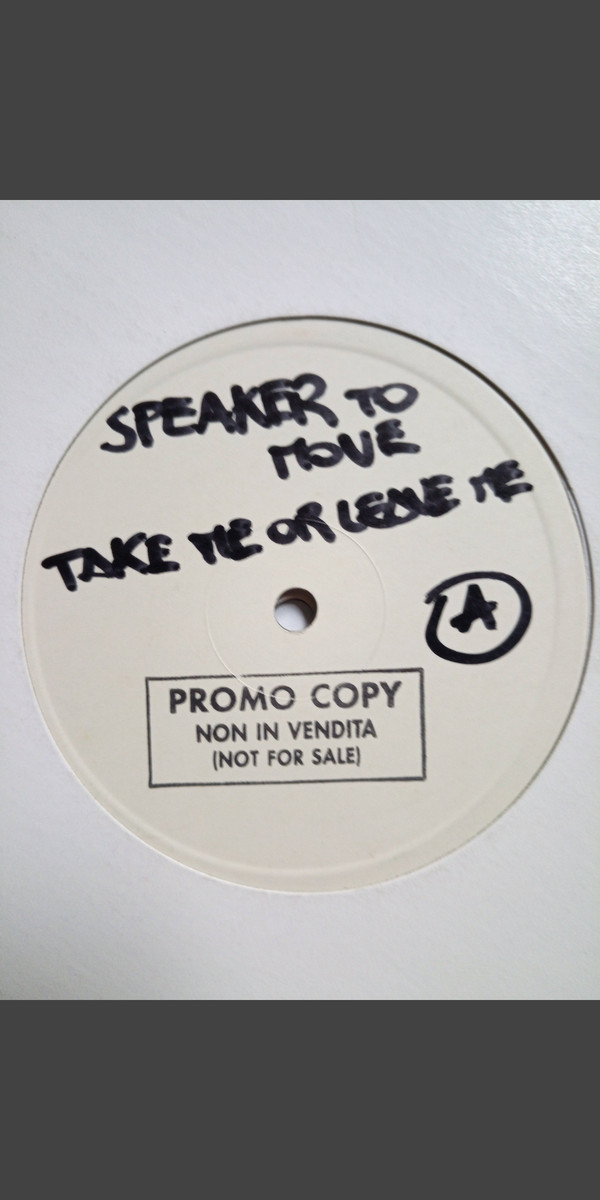 SPEAKER TO
MOVE
TAKE ME OR LEAVE ME
A
PROMO COPY
NON IN VENDITA
(NOT FOR SALE)